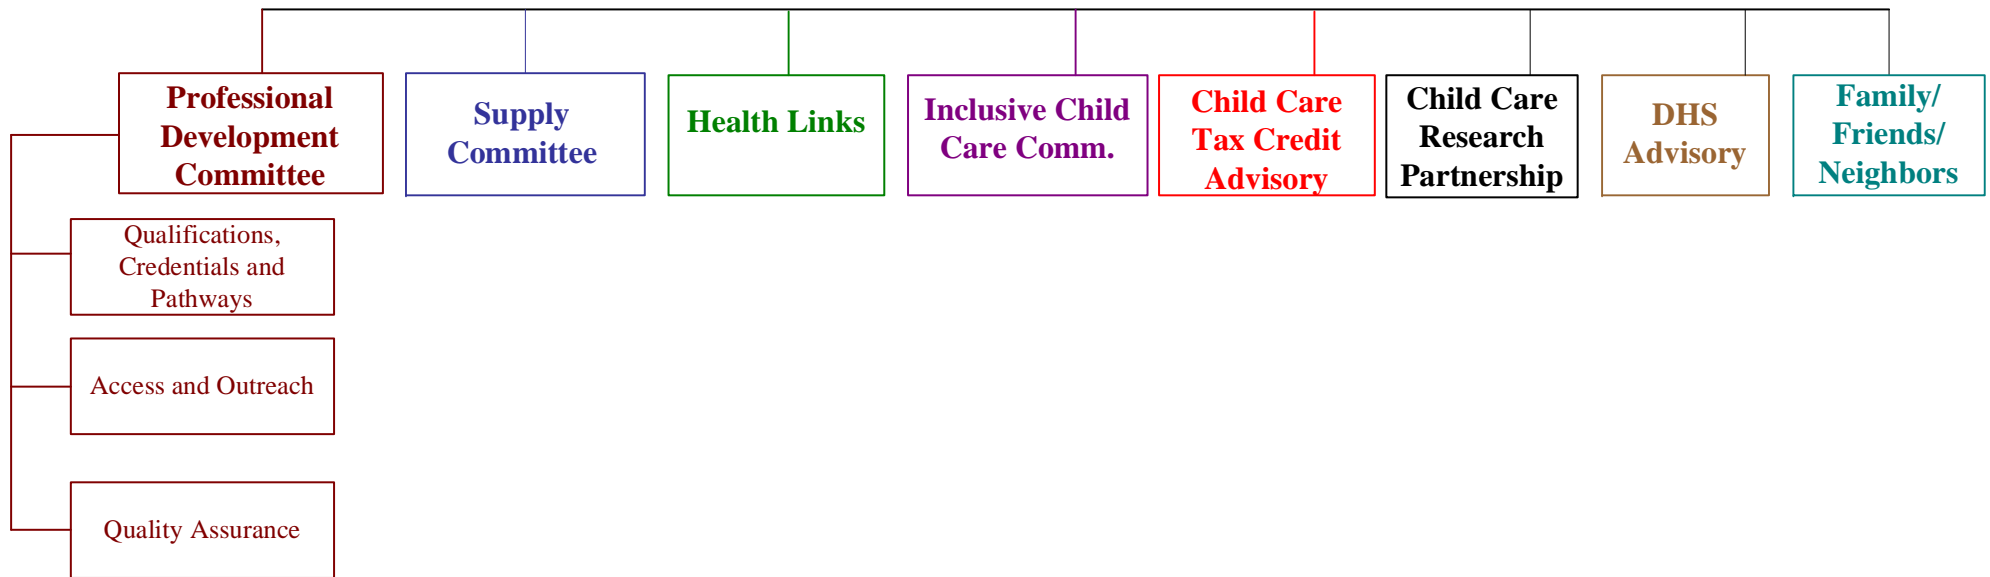 Professional
Development
Committee
Supply
Committee
Health Links
Inclusive Child
Care Comm.
Child Care
Tax Credit
Advisory
Child Care
Research
Partnership
DHS
Advisory
Family/
Friends/
Neighbors
Qualifications,
Credentials and
Pathways
Access and Outreach
Quality Assurance